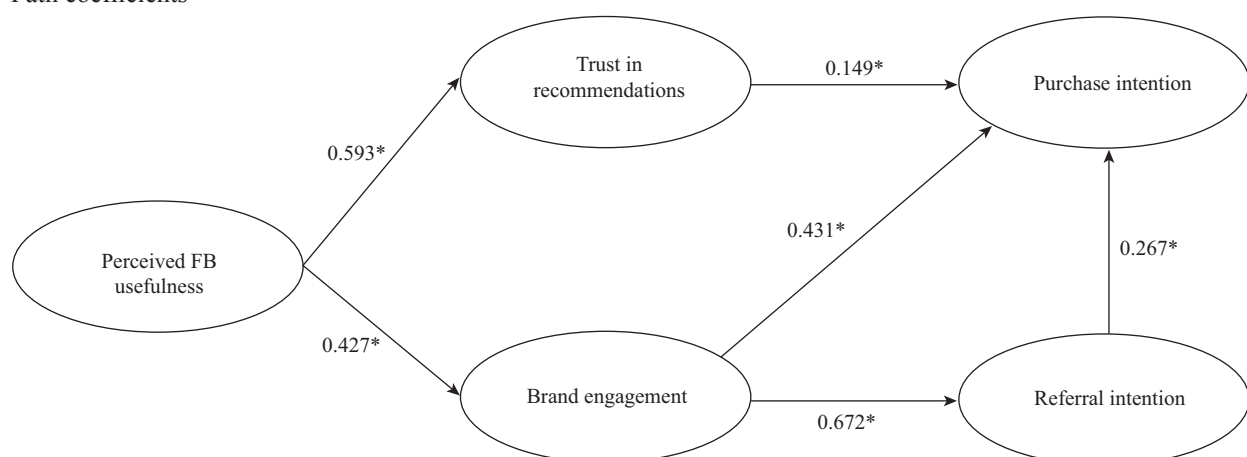 Path coefficients
Trust in
recommendations
0.149*
Purchase intention
0.593*
0.431*
0.267*
Perceived FB
usefulness
0.427*
Brand engagement
0.672*
Referral intention